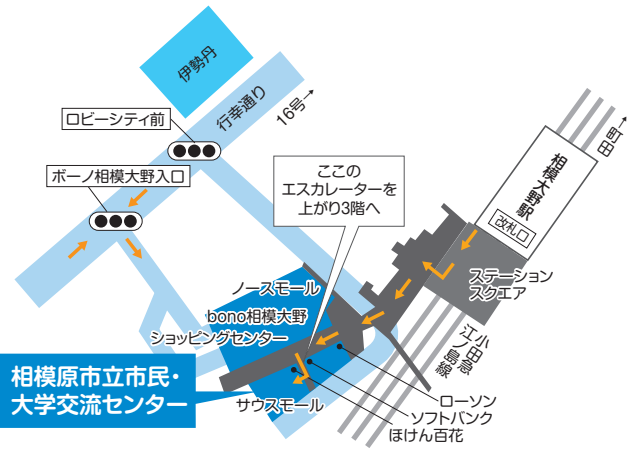 伊勢丹
行幸通り
16号→
ロビーシティ前
ボーノ相模大野入口
ここの
エスカレーターを
上がり3階へ
←町田
相模大野駅
改札口
ステーション
スクエア
小田急
江ノ島線
ノースモール
bono相模大野
ショッピングセンター
相模原市立市民・
大学交流センター
サウスモール
ローソン
ソフトバンク
ほけん百花